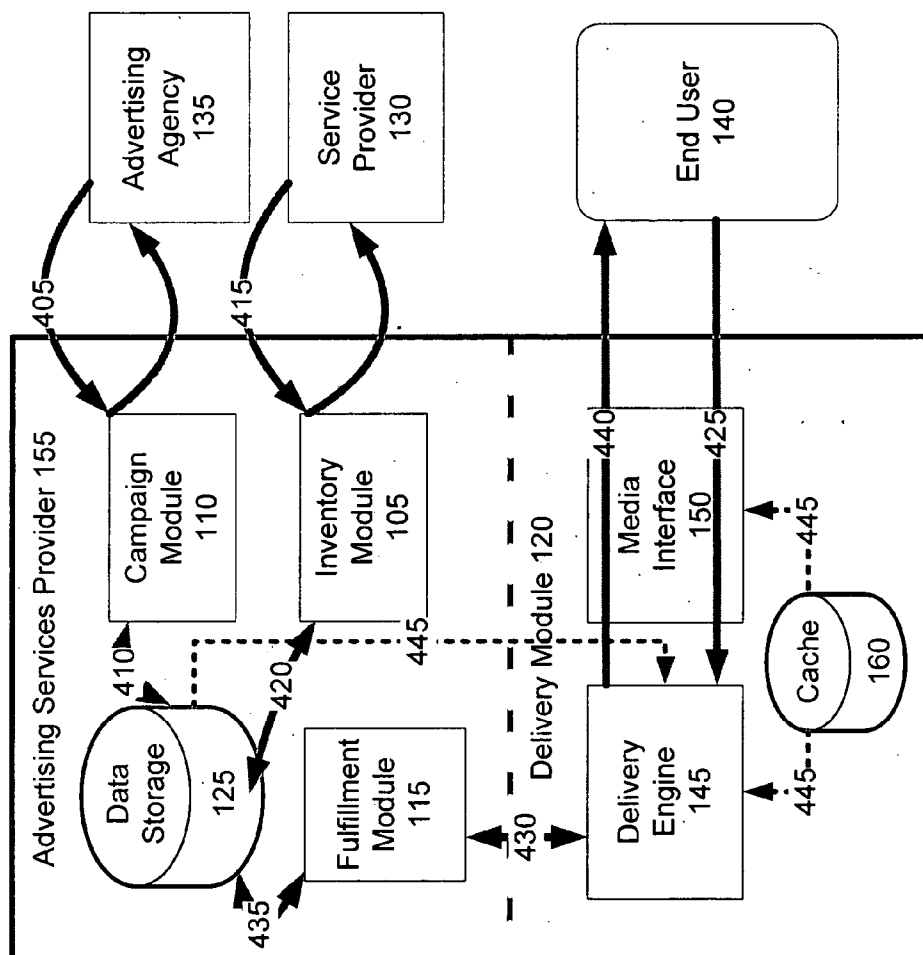 Advertising Services Provider 155
Data
Storage
125
410
Campaign
Module
110
405
Advertising
Agency
135
435
Fulfillment
Module
115
420
445
Inventory
Module
105
415
Service
Provider
130
430
Delivery Module 120
Delivery
Engine
145
Media
Interface
150
440
425
End User
140
445
Cache
160
445